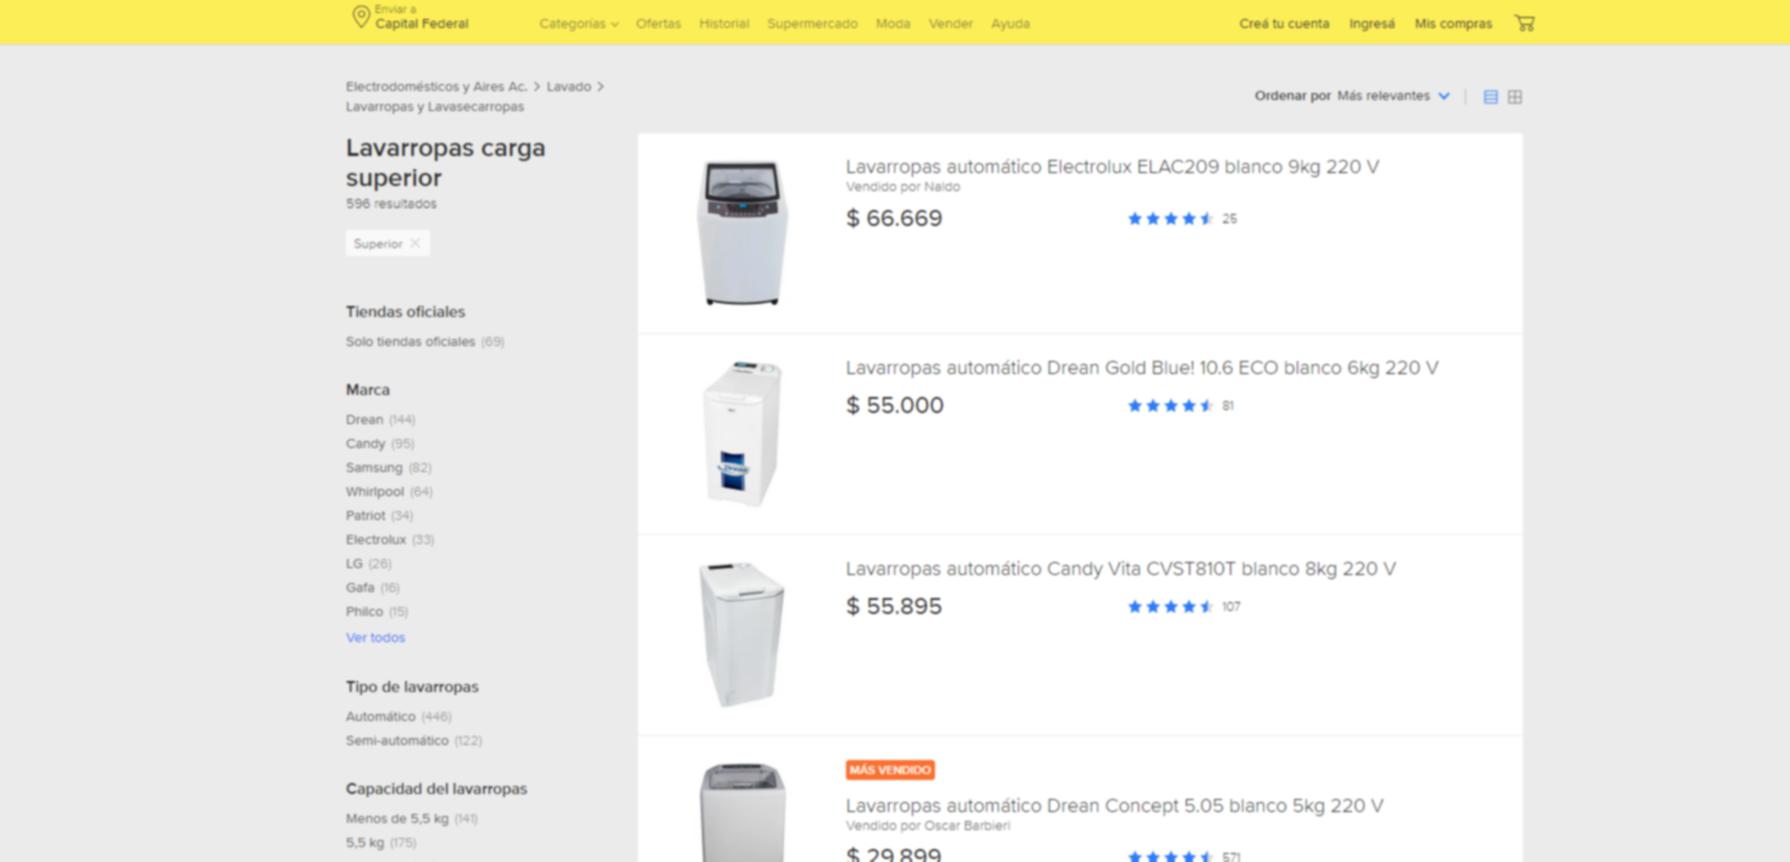 Enviar a
Capital Federal
Categorías Ofertas Historial Supermercado Moda Vender Ayuda
Creá tu cuenta Ingresá Mis compras
Electrodomésticos y Aires Ac. > Lavado >
Lavarropas y Lavasecarropas
Ordenar por Más relevantes
Lavarropas carga
superior
596 resultados
Superior
Tiendas oficiales
Solo tiendas oficiales (69)
Marca
Drean (144)
Candy (95)
Samsung (82)
Whirlpool (64)
Patriot (34)
Electrolux (33)
LG (26)
Gafa (16)
Philco (15)
Ver todos
Tipo de lavarropas
Automático (446)
Semi-automático (122)
Capacidad del lavarropas
Menos de 5,5 kg (141)
5,5 kg (175)
Lavarropas automático Electrolux ELAC209 blanco 9kg 220 V
Vendido por Naldo
$ 66.669 25
Lavarropas automático Drean Gold Blue! 10.6 ECO blanco 6kg 220 V
$ 55.000 81
Drean
Lavarropas automático Candy Vita CVST810T blanco 8kg 220 V
$ 55.895 107
MÁS VENDIDO
Lavarropas automático Drean Concept 5.05 blanco 5kg 220 V
Vendido por Oscar Barbieri
$ 29.899 571